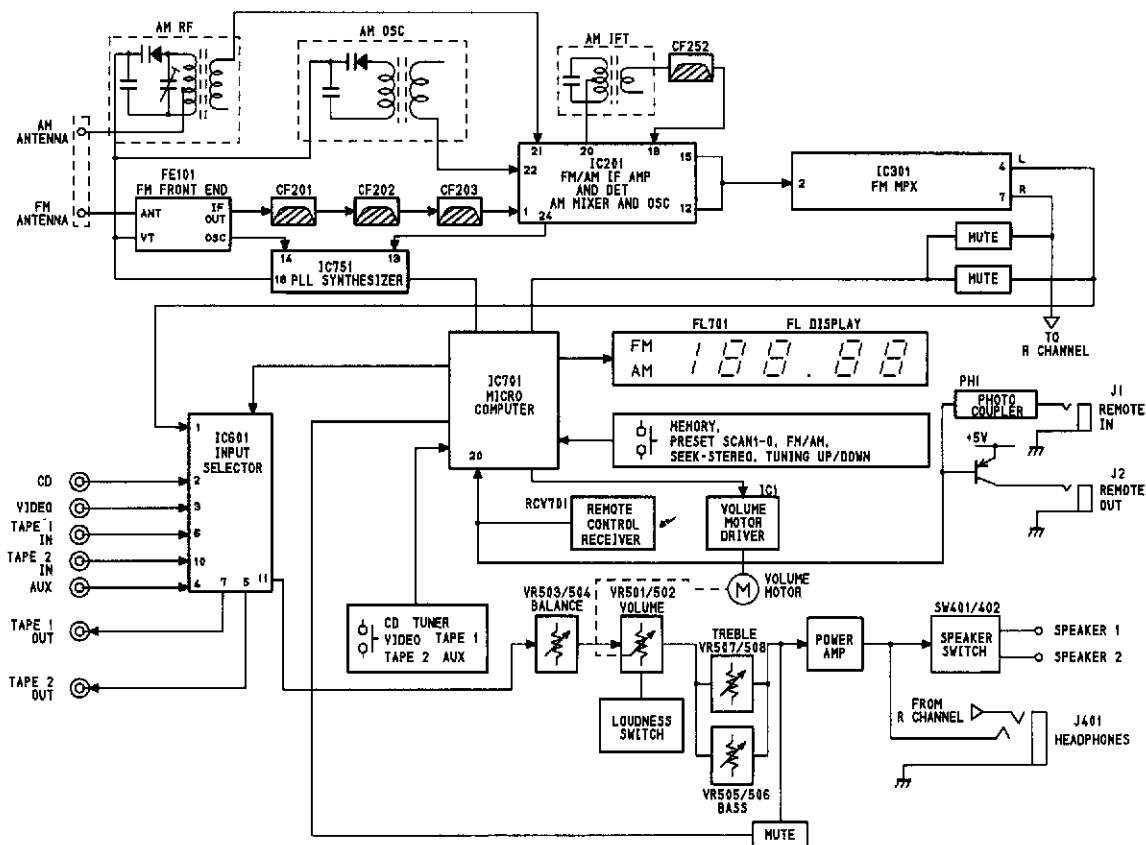 AM RF
AM OSC
AM IFT
CF252
AM
ANTENNA
FM
ANTENNA
FE101
FM FRONT END
ANT
IF
OUT
VT
OSC
CF201
CF202
CF203
21
20
18
22
IC201
FM/AM IF AMP
AND DET
AM MIXER AND OSC
15
12
1
24
2
IC301
FM MPX
4
L
7
R
MUTE
MUTE
14
13
18
IC751
PLL SYNTHESIZER
TO
R CHANNEL
FL701
FL DISPLAY
FM
AM
188.88
IC701
MICRO
COMPUTER
20
MEMORY,
PRESET SCAN1-0, FM/AM,
SEEK-STEREO, TUNING UP/DOWN
PH1
PHOTO
COUPLER
J1
REMOTE
IN
+5V
J2
REMOTE
OUT
1
IC601
INPUT
SELECTOR
2
3
6
10
4
7
5
11
CD
VIDEO
TAPE 1
IN
TAPE 2
IN
AUX
TAPE 1
OUT
TAPE 2
OUT
RCV701
REMOTE
CONTROL
RECEIVER
IC1
VOLUME
MOTOR
DRIVER
M
VOLUME
MOTOR
CD TUNER
VIDEO TAPE 1
TAPE 2 AUX
VR503/504
BALANCE
VR501/502
VOLUME
LOUDNESS
SWITCH
TREBLE
VR507/508
VR505/506
BASS
MUTE
POWER
AMP
SW401/402
SPEAKER
SWITCH
SPEAKER 1
SPEAKER 2
FROM
R CHANNEL
J401
HEADPHONES